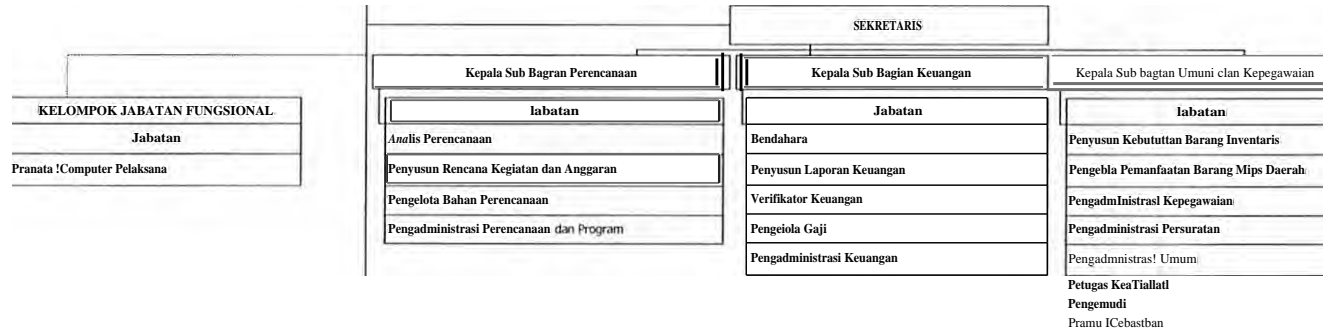 SEKRETARIS
Kepala Sub Bagran Perencanaan
Kepala Sub Bagian Keuangan
Kepala Sub bagtan Umuni clan Kepegawaian
KELOMPOK JABATAN FUNGSIONAL
Jabatan
Pranata !Computer Pelaksana
labatan
Analis Perencanaan
Penyusun Rencana Kegiatan dan Anggaran
Pengelota Bahan Perencanaan
Pengadministrasi Perencanaan dan Program
Jabatan
Bendahara
Penyusun Laporan Keuangan
Verifikator Keuangan
Pengeiola Gaji
Pengadministrasi Keuangan
labatan
Penyusun Kebututtan Barang Inventaris
Pengebla Pemanfaatan Barang Mips Daerah
PengadmInistrasl Kepegawaian
Pengadministrasi Persuratan
Pengadmnistras! Umum
Petugas KeaTiallatl
Pengemudi
Pramu ICebastban